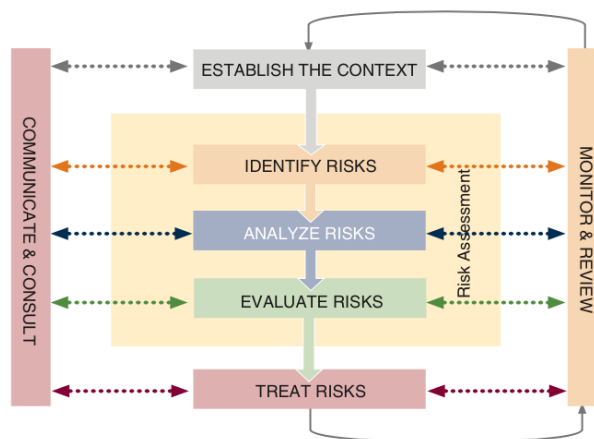 ESTABLISH THE CONTEXT
COMMUNICATE & CONSULT
IDENTIFY RISKS
ANALYZE RISKS
EVALUATE RISKS
Risk Assessment
MONITOR & REVIEW
TREAT RISKS